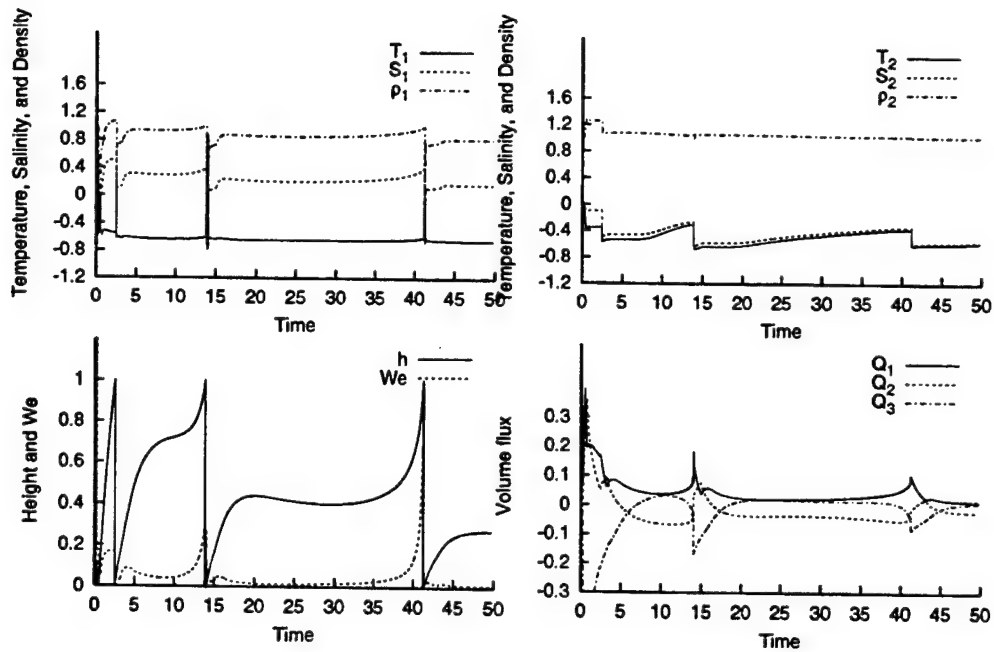 Temperature, Salinity, and Density
T1
S1
ρ1
1.6
1.2
0.8
0.4
0
-0.4
-0.8
-1.2
0 5 10 15 20 25 30 35 40 45 50
Time
Temperature, Salinity, and Density
T2
S2
ρ2
1.6
1.2
0.8
0.4
0
-0.4
-0.8
-1.2
0 5 10 15 20 25 30 35 40 45 50
Time
Height and We
h
We
1
0.8
0.6
0.4
0.2
0
0 5 10 15 20 25 30 35 40 45 50
Time
Volume flux
Q1
Q2
Q3
0.3
0.2
0.1
0
-0.1
-0.2
-0.3
0 5 10 15 20 25 30 35 40 45 50
Time